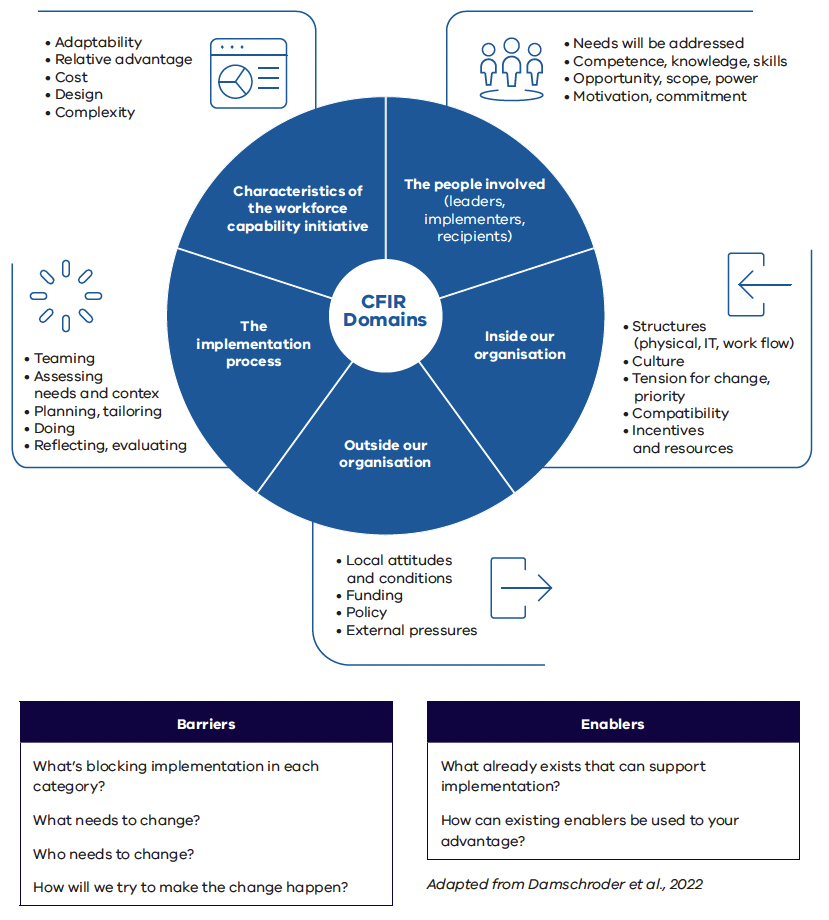 • Adaptability
• Relative advantage
• Cost
• Design
• Complexity
• Needs will be addressed
• Competence, knowledge, skills
• Opportunity, scope, power
• Motivation, commitment
Characteristics of
the workforce
capability initiative
The people involved
(leaders,
implementers,
recipients)
CFIR
Domains
The
implementation
process
Inside our
organisation
Outside our
organisation
• Teaming
• Assessing
needs and contex
• Planning, tailoring
• Doing
• Reflecting, evaluating
• Structures
(physical, IT, work flow)
• Culture
• Tension for change,
priority
• Compatibility
• Incentives
and resources
• Local attitudes
and conditions
• Funding
• Policy
• External pressures
Barriers
What's blocking implementation in each
category?
What needs to change?
Who needs to change?
How will we try to make the change happen?
Enablers
What already exists that can support
implementation?
How can existing enablers be used to your
advantage?
Adapted from Damschroder et al., 2022